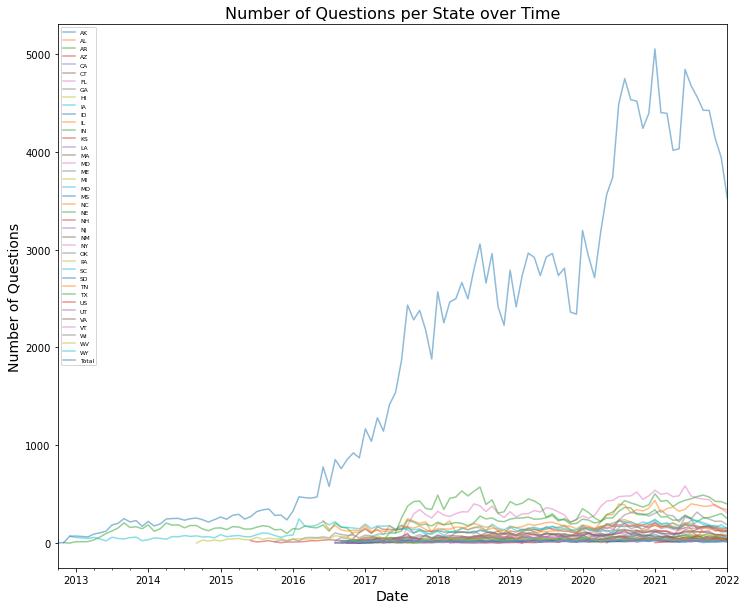 Number of Questions per State over Time
Number of Questions
5000
4000
3000
2000
1000
0
AK
AL
AR
AZ
CA
CT
FL
GA
HI
IA
ID
IL
IN
KS
LA
MA
MD
ME
MI
MO
MS
NC
NE
NH
NJ
NM
NY
OK
PA
SC
SD
TN
TX
US
UT
VA
VT
WI
WV
WY
Total
2013 2014 2015 2016 2017 2018 2019 2020 2021 2022
Date